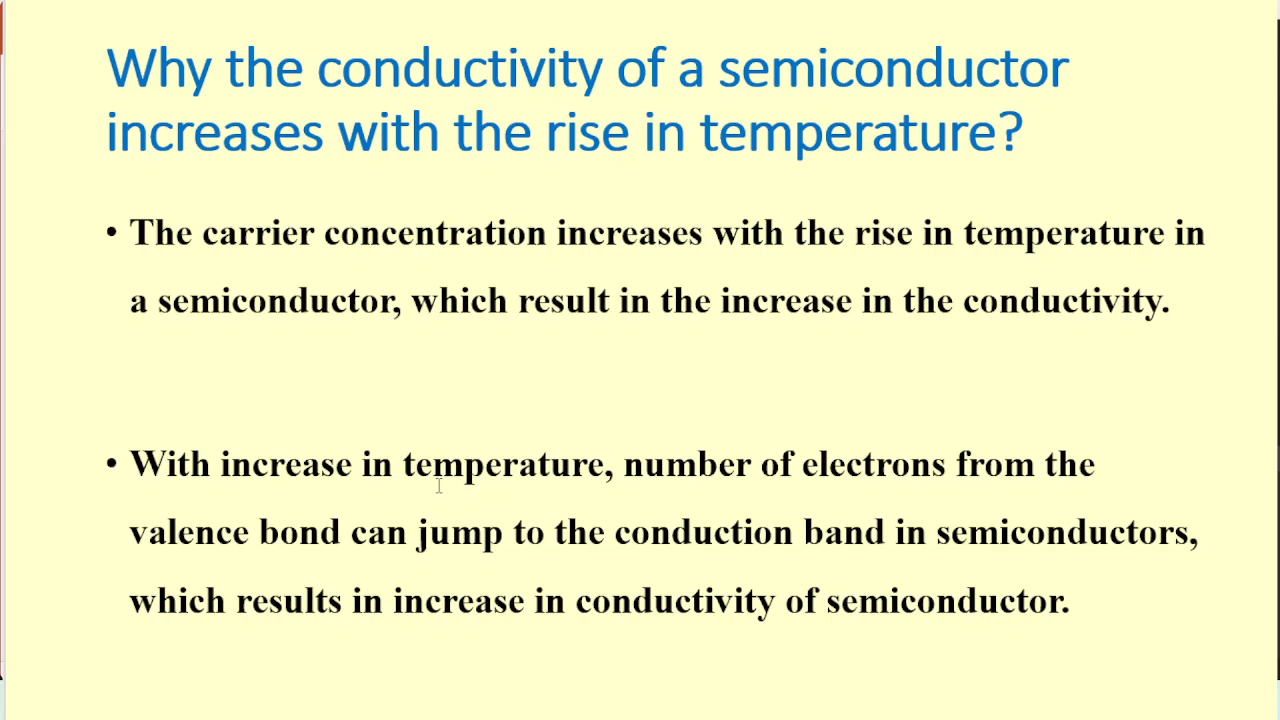 Why the conductivity of a semiconductor
increases with the rise in temperature?
• The carrier concentration increases with the rise in temperature in
a semiconductor, which result in the increase in the conductivity.
• With increase in temperature, number of electrons from the
valence bond can jump to the conduction band in semiconductors,
which results in increase in conductivity of semiconductor.